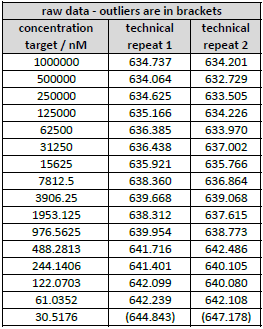 raw data - outliers are in brackets
concentration technical technical
target / nM repeat 1 repeat 2
1000000 634.737 634.201
500000 634.064 632.729
250000 634.625 633.505
125000 635.166 634.226
62500 636.385 633.970
31250 636.438 637.002
15625 635.921 635.766
7812.5 638.360 636.864
3906.25 639.668 639.068
1953.125 638.312 637.615
976.5625 639.954 638.773
488.2813 641.716 642.486
244.1406 641.401 640.105
122.0703 642.099 640.080
61.0352 642.239 642.108
30.5176 (644.843) (647.178)